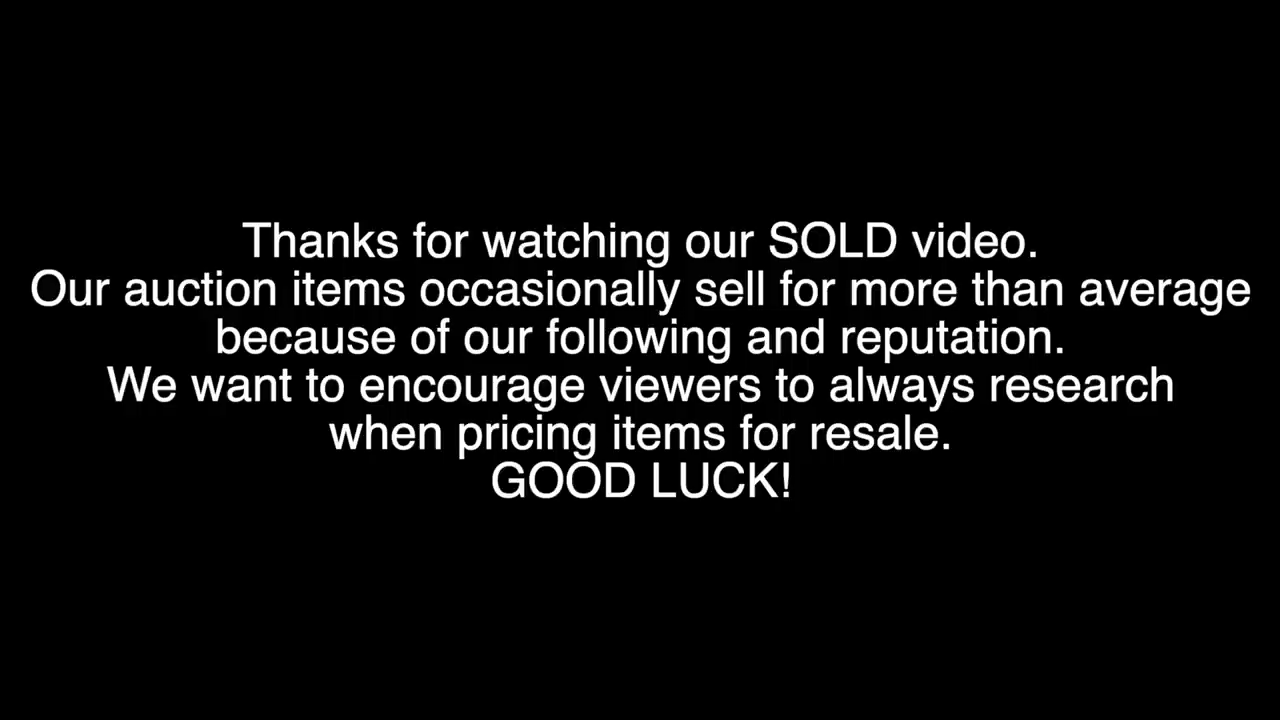 Thanks for watching our SOLD video.
Our auction items occasionally sell for more than average
because of our following and reputation.
We want to encourage viewers to always research
when pricing items for resale.
GOOD LUCK!